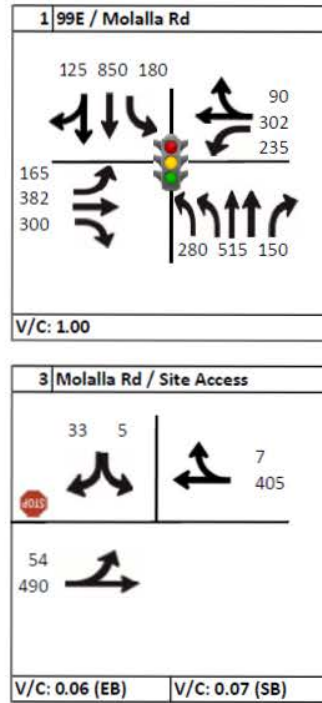 1 99E / Molalla Rd
125 850 180
90
302
235
165
382
300
280 515 150
V/C: 1.00
3 Molalla Rd / Site Access
33 5
7
405
STOP
54
490
V/C: 0.06 (EB) V/C: 0.07 (SB)